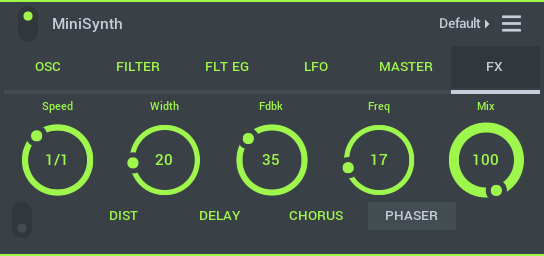 MiniSynth Default
OSC FILTER FLT EG LFO MASTER FX
Speed Width Fdbk Freq Mix
1/1 20 35 17 100
DIST DELAY CHORUS PHASER